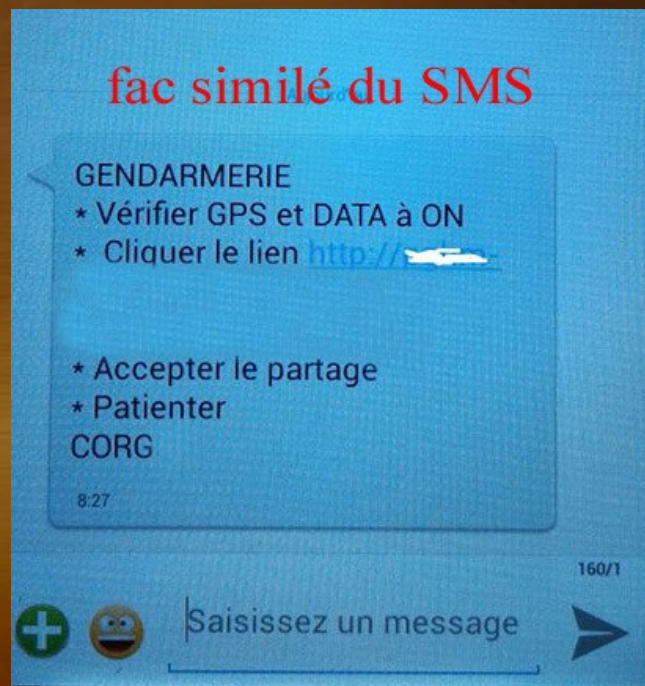 fac similé du SMS
GENDARMERIE
* Vérifier GPS et DATA à ON
* Cliquer le lien http://
* Accepter le partage
* Patienter
CORG
8:27
160/1
Saisissez un message